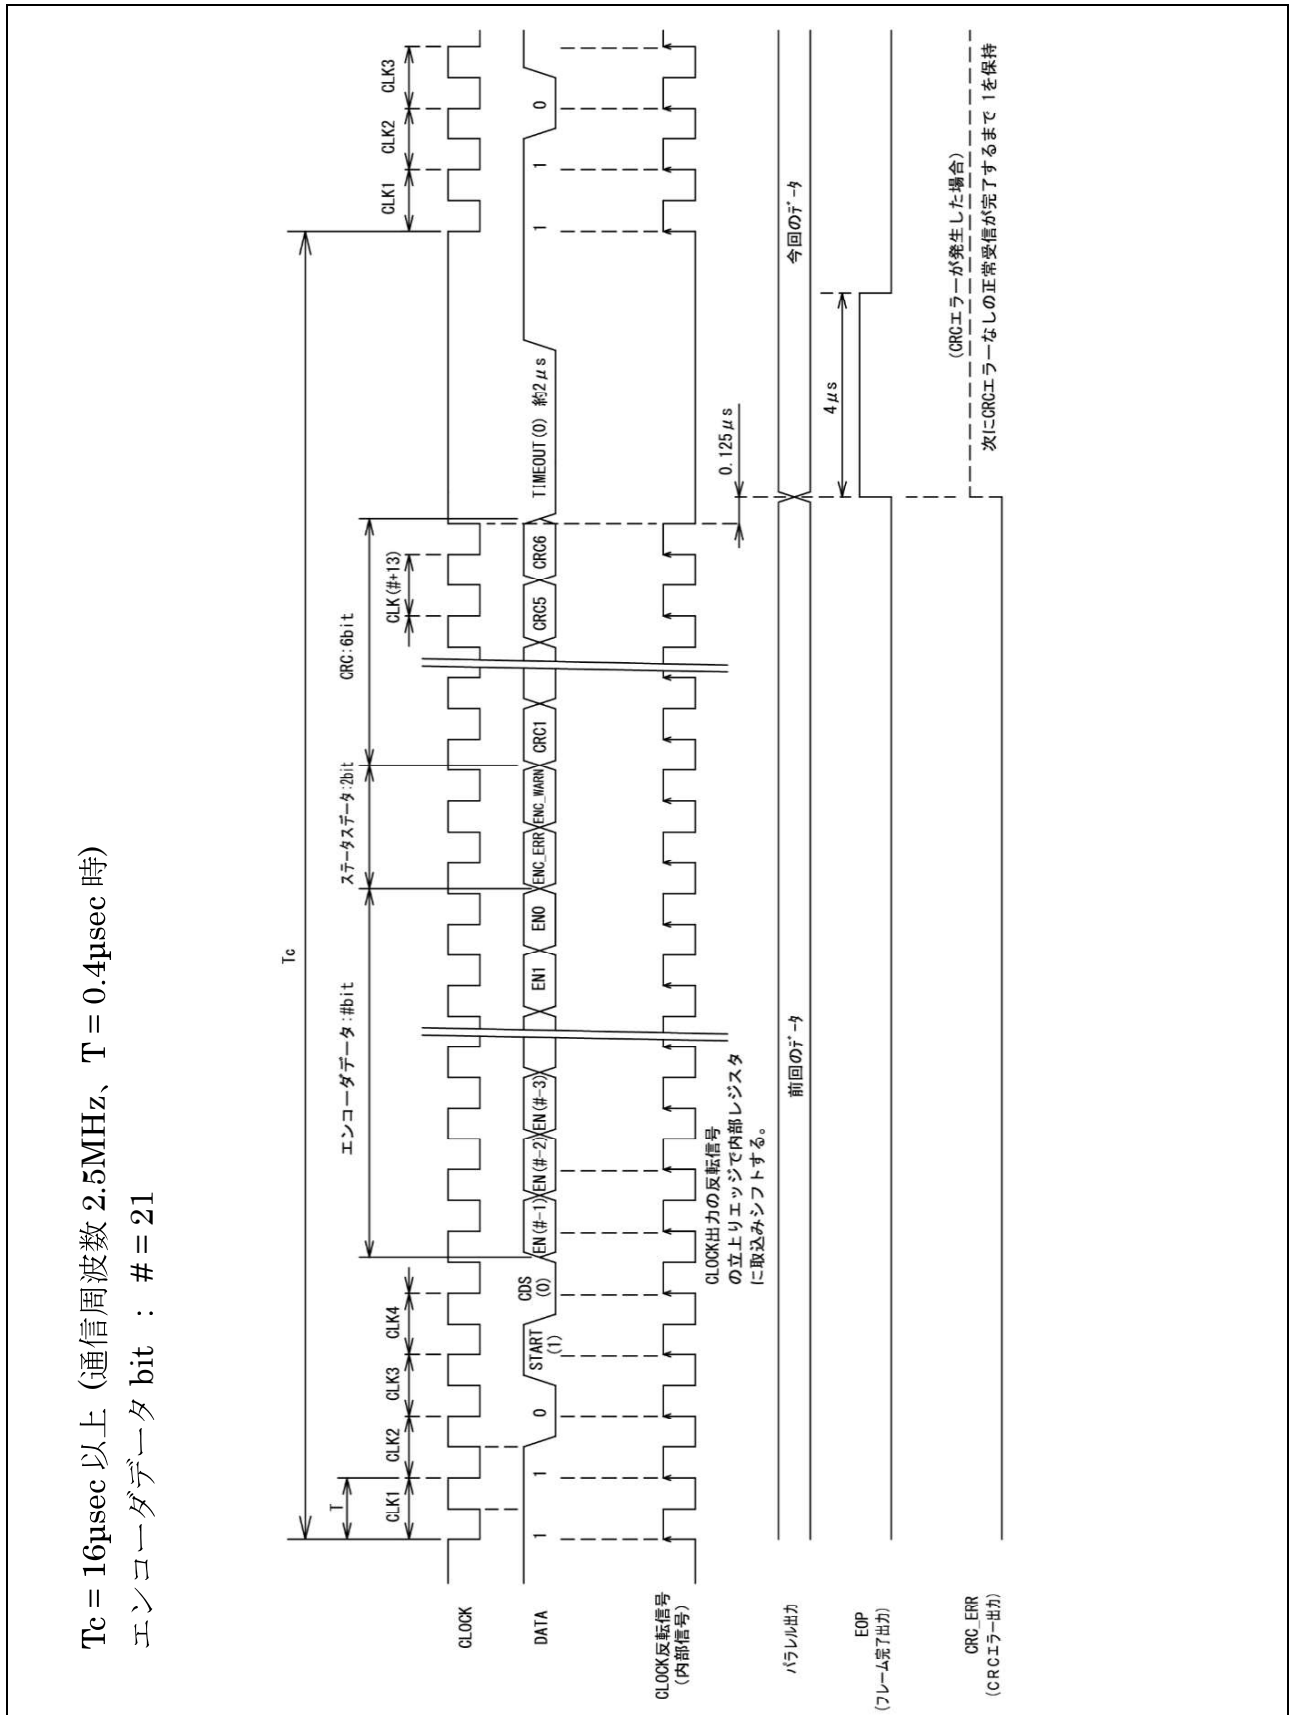 Tc = 16μsec 以上 (通信周波数 2.5MHz、T = 0.4μsec 時)
エンコーダデータ bit : # = 21
Tc
T
エンコーダデータ:#bit
ステータスデータ:2bit
CRC:6bit
CLK1
CLK2
CLK3
CLK4
CLK(#+13)
CLK1
CLK2
CLK3
CLOCK
DATA
1
1
0
START
(1)
CDS
(0)
EN(#-1)
EN(#-2)
EN(#-3)
EN1
EN0
ENC_ERR
ENC_WARN
CRC1
CRC5
CRC6
TIMEOUT(0) 約2μs
1
1
0
CLOCK反転信号
(内部信号)
CLOCK出力の反転信号
の立上りエッジで内部レジスタ
に取込みシフトする。
0.125μs
パラレル出力
前回のデータ
今回のデータ
EOP
(フレーム完了出力)
4μs
CRC_ERR
(CRCエラー出力)
(CRCエラーが発生した場合)
次にCRCエラーなしの正常受信が完了するまで 1を保持